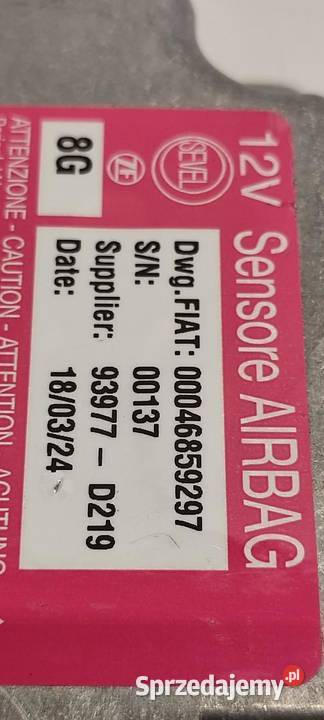 12V Sensore AIRBAG
SEVEL
ZF
8G
Dwg.FIAT: 00046859297
S/N: 00137
Supplier: 93977 – D219
Date: 18/03/24
ATTENZIONE - CAUTION - ATTENTION - ACHTUNG
Sprzedajemy.pl